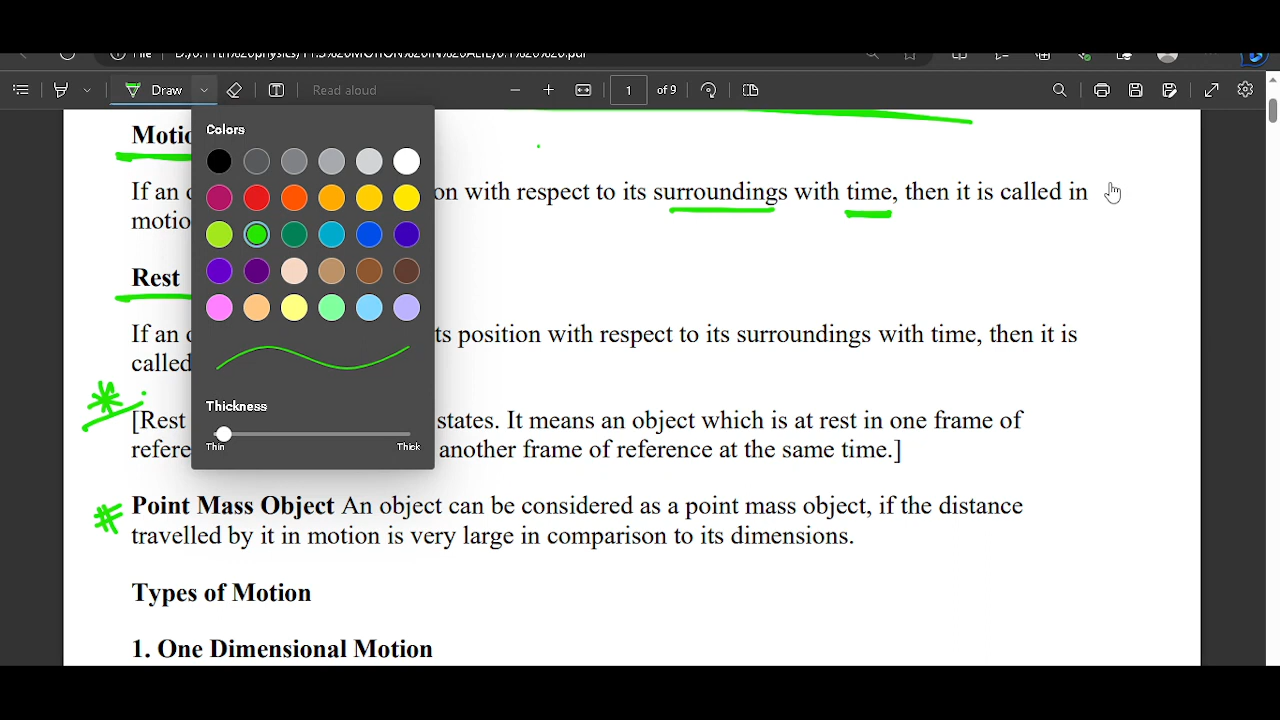 Draw
Read aloud
1 of 9
Colors
Thickness
Thin Thick
Motio
If an on with respect to its surroundings with time, then it is called in
motio
Rest
If an ts position with respect to its surroundings with time, then it is
called
[Rest states. It means an object which is at rest in one frame of
refere another frame of reference at the same time.]
Point Mass Object An object can be considered as a point mass object, if the distance
travelled by it in motion is very large in comparison to its dimensions.
Types of Motion
1. One Dimensional Motion